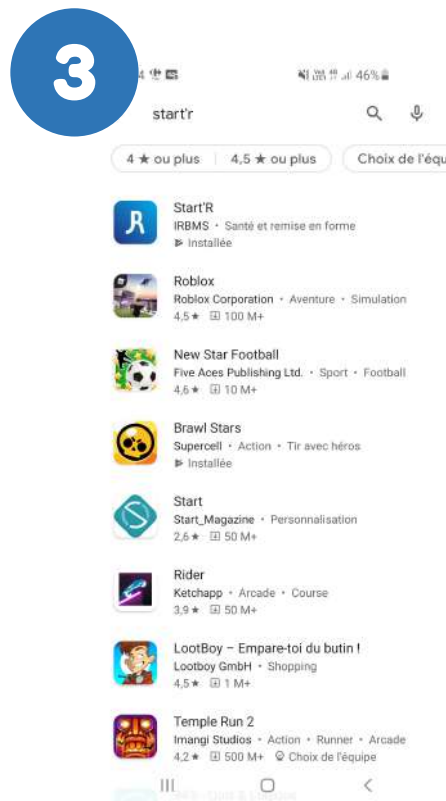 3
4
46%
start'r
4 ★ ou plus
4,5 ★ ou plus
Choix de l'équ
Start'R
IRBMS • Santé et remise en forme
Installée
Roblox
Roblox Corporation • Aventure • Simulation
4,5 ★ 100 M+
New Star Football
Five Aces Publishing Ltd. • Sport • Football
4,6 ★ 10 M+
Brawl Stars
Supercell • Action • Tir avec héros
Installée
Start
Start_Magazine • Personnalisation
2,6 ★ 50 M+
Rider
Ketchapp • Arcade • Course
3,9 ★ 50 M+
LootBoy – Empare-toi du butin !
Lootboy GmbH • Shopping
4,5 ★ 1 M+
Temple Run 2
Imangi Studios • Action • Runner • Arcade
4,2 ★ 500 M+ Choix de l'équipe